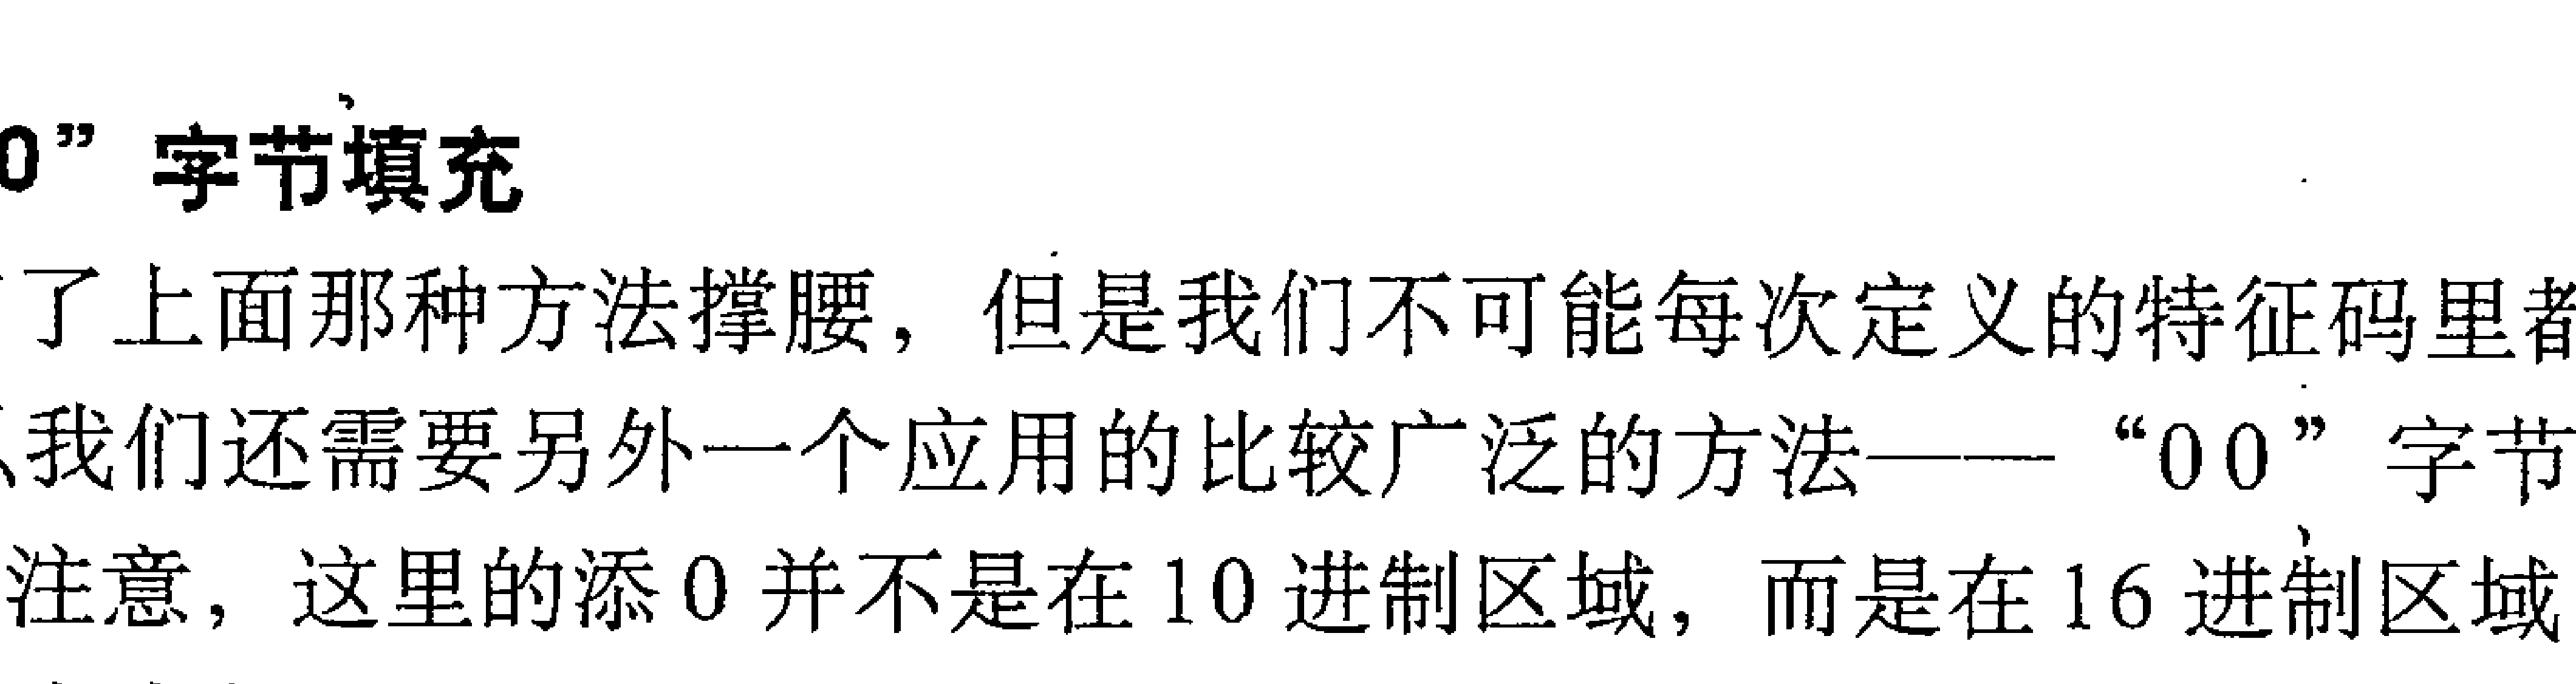 0” 字节填充
了上面那种方法撑腰，但是我们不可能每次定义的特征码里都
我们还需要另外一个应用的比较广泛的方法——“00”字节
注意，这里的添0并不是在10进制区域，而是在16进制区域